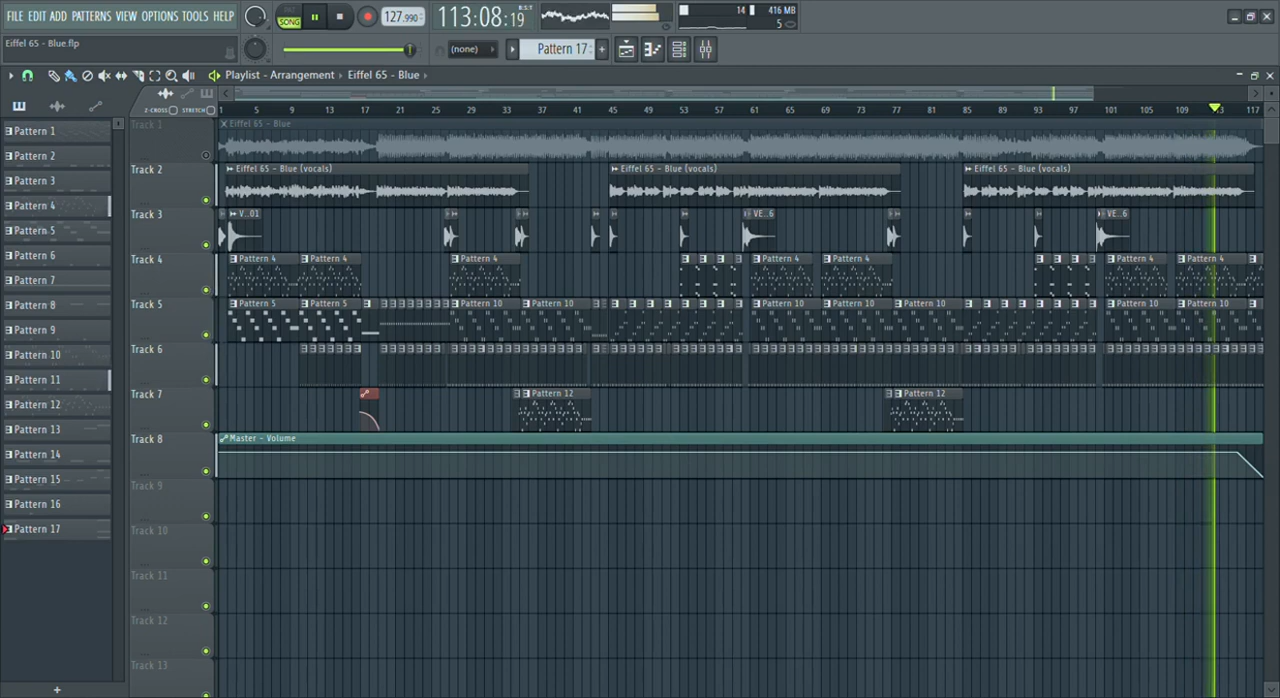 FILE EDIT ADD PATTERNS VIEW OPTIONS TOOLS HELP
SONG
127.990
113:08:19
14
416 MB
5
Eiffel 65 - Blue.flp
(none)
Pattern 17
Playlist - Arrangement
Eiffel 65 - Blue
Z-CROSS
STRETCH
1 5 9 13 17 21 25 29 33 37 41 45 49 53 57 61 65 69 73 77 81 85 89 93 97 101 105 109 117
Pattern 1
Pattern 2
Pattern 3
Pattern 4
Pattern 5
Pattern 6
Pattern 7
Pattern 8
Pattern 9
Pattern 10
Pattern 11
Pattern 12
Pattern 13
Pattern 14
Pattern 15
Pattern 16
Pattern 17
Track 1
Eiffel 65 - Blue
Track 2
Eiffel 65 - Blue (vocals)
Eiffel 65 - Blue (vocals)
Eiffel 65 - Blue (vocals)
Track 3
V..01
VE..6
VE..6
Track 4
Pattern 4
Pattern 4
Pattern 4
Pattern 4
Pattern 4
Pattern 4
Pattern 4
Track 5
Pattern 5
Pattern 5
Pattern 10
Pattern 10
Pattern 10
Pattern 10
Pattern 10
Pattern 10
Pattern 10
Track 6
Track 7
Pattern 12
Pattern 12
Track 8
Master - Volume
Track 9
Track 10
Track 11
Track 12
Track 13